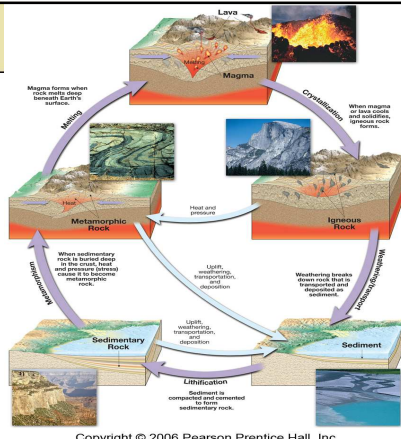 Lava
Melting
Magma
Magma forms when
rock melts deep
beneath Earth's
surface.
Melting
Crystallization
When magma
or lava cools
and solidifies,
igneous rock
forms.
Heat
Metamorphic
Rock
Heat and
pressure
Igneous
Rock
When sedimentary
rock is buried deep
in the crust, heat
and pressure (stress)
cause it to become
metamorphic
rock.
Metamorphism
Uplift,
weathering,
transportation,
and
deposition
Weathering breaks
down rock that is
transported and
deposited as
sediment.
Weathering/transport
Uplift,
weathering,
transportation,
and
deposition
Sedimentary
Rock
Sediment
Lithification
Sediment is
compacted and cemented
to form
sedimentary rock.
Copyright © 2006 Pearson Prentice Hall, Inc.